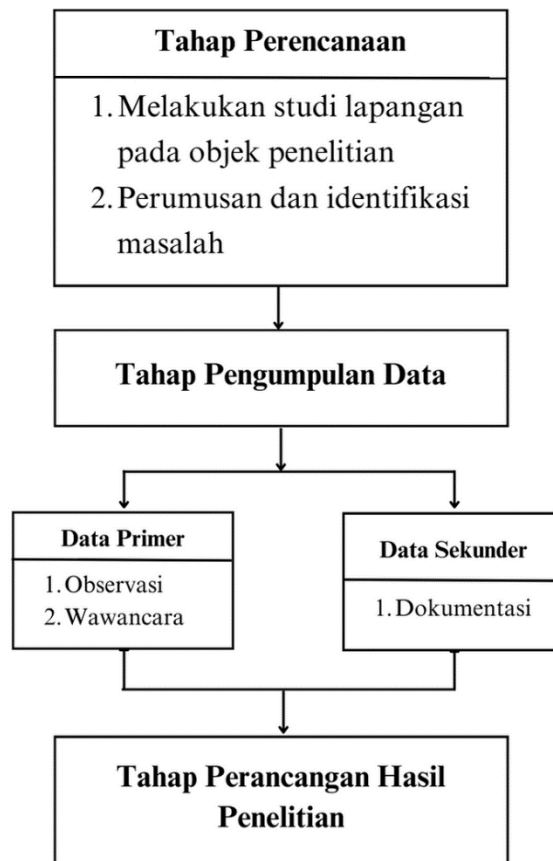 Tahap Perencanaan
1. Melakukan studi lapangan
pada objek penelitian
2. Perumusan dan identifikasi
masalah
Tahap Pengumpulan Data
Data Primer
1. Observasi
2. Wawancara
Data Sekunder
1. Dokumentasi
Tahap Perancangan Hasil
Penelitian